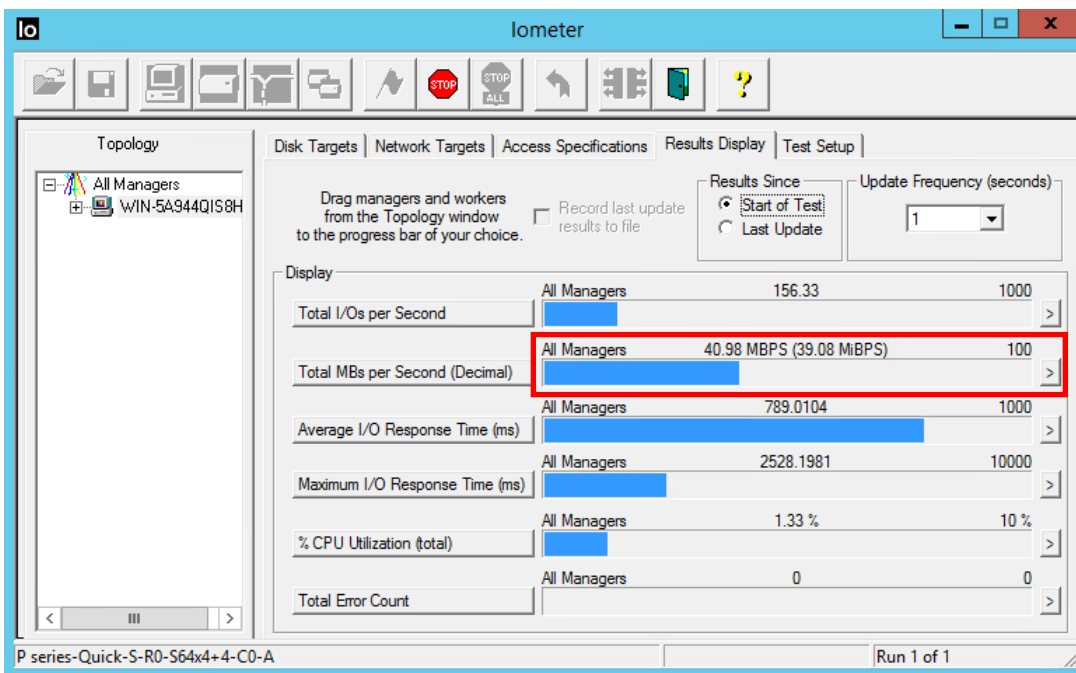 Io
Iometer
STOP
STOP
ALL
?
Topology
All Managers
WIN-5A944QIS8H
Disk Targets
Network Targets
Access Specifications
Results Display
Test Setup
Drag managers and workers
from the Topology window
to the progress bar of your choice.
Record last update
results to file
Results Since
Start of Test
Last Update
Update Frequency (seconds)
1
Display
All Managers 156.33 1000
Total I/Os per Second >
All Managers 40.98 MBPS (39.08 MiBPS) 100
Total MBs per Second (Decimal) >
All Managers 789.0104 1000
Average I/O Response Time (ms) >
All Managers 2528.1981 10000
Maximum I/O Response Time (ms) >
All Managers 1.33 % 10 %
% CPU Utilization (total) >
All Managers 0 0
Total Error Count >
P series-Quick-S-R0-S64x4+4-C0-A
Run 1 of 1